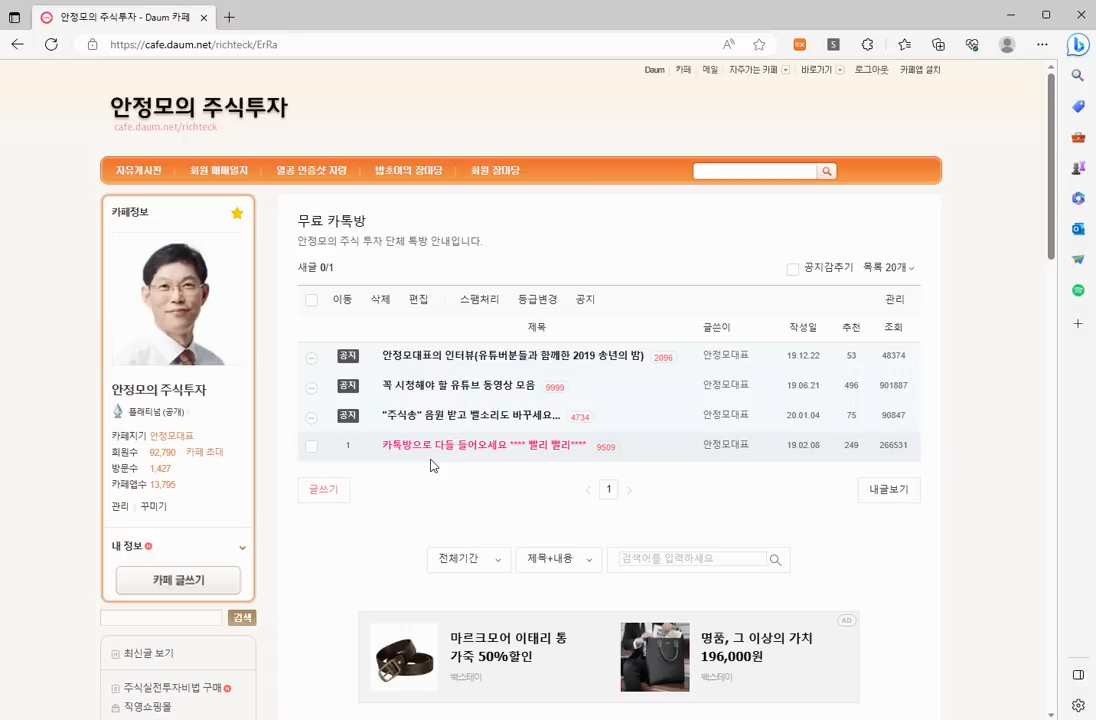 안정모의 주식투자 - Daum 카페
https://cafe.daum.net/richteck/ErRa
Daum 카페 메일 자주가는 카페 바로가기 로그아웃 카페앱 설치
안정모의 주식투자
cafe.daum.net/richteck
자유게시판 회원 매매일지 열공 인증샷 자랑 밥초머의 장마당 회원 장마당
카페정보
안정모의 주식투자
플래티넘 (공개)
카페지기 안정모대표
회원수 92,790 카페 초대
방문수 1,427
카페앱수 13,795
관리 꾸미기
내 정보
카페 글쓰기
검색
최신글 보기
주식실전투자비법 구매
직영쇼핑몰
무료 카톡방
안정모의 주식 투자 단체 톡방 안내입니다.
새글 0/1 공지감추기 목록 20개
이동 삭제 편집 스팸처리 등급변경 공지 관리
제목 글쓴이 작성일 추천 조회
공지 안정모대표의 인터뷰(유튜버분들과 함께한 2019 송년의 밤) 2096 안정모대표 19.12.22 53 48374
공지 꼭 시청해야 할 유튜브 동영상 모음 9999 안정모대표 19.06.21 496 901887
공지 "주식송" 음원 받고 벨소리도 바꾸세요... 4734 안정모대표 20.01.04 75 90847
1 카톡방으로 다들 들어오세요 **** 빨리 빨리**** 9509 안정모대표 19.02.08 249 266531
글쓰기 1 내글보기
전체기간 제목+내용 검색어를 입력하세요
AD
마르크모어 이태리 통
가죽 50%할인
백스테이
명품, 그 이상의 가치
196,000원
백스테이